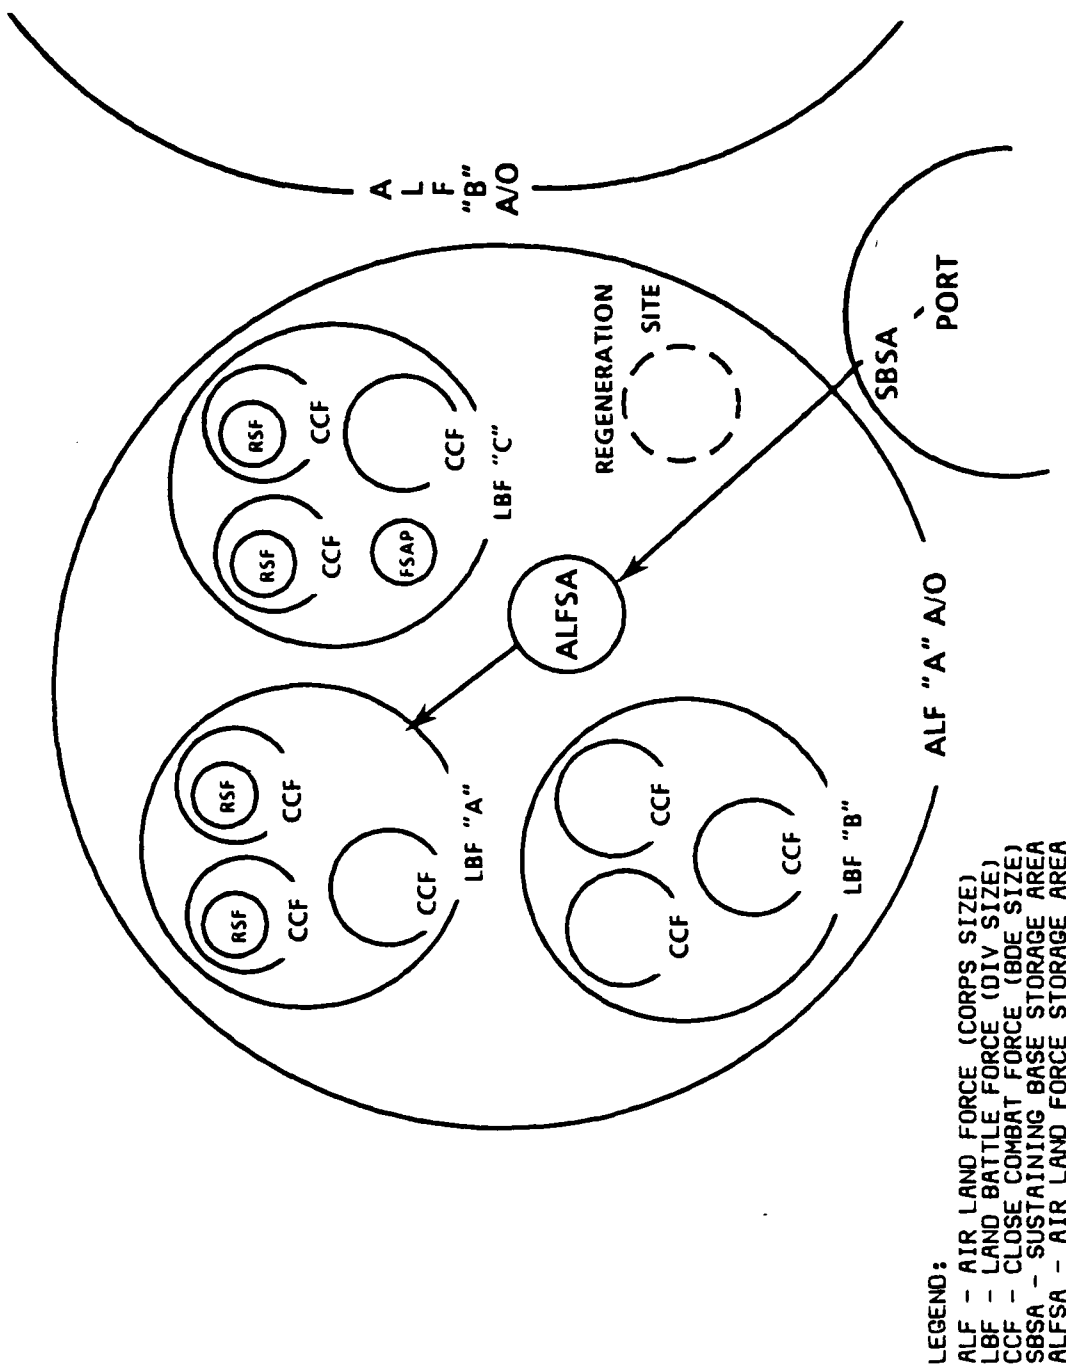 RSF
RSF
RSF
RSF
CCF
CCF
CCF
CCF
A
L
F
"B"
A/O
FSAP
CCF
CCF
LBF "A"
LBF "C"
ALFSA
REGENERATION
SITE
CCF
CCF
CCF
LBF "B"
SBSA
PORT
ALF "A" A/O
LEGEND:
ALF - AIR LAND FORCE (CORPS SIZE)
LBF - LAND BATTLE FORCE (DIV SIZE)
CCF - CLOSE COMBAT FORCE (BDE SIZE)
SBSA - SUSTAINING BASE STORAGE AREA
ALFSA - AIR LAND FORCE STORAGE AREA